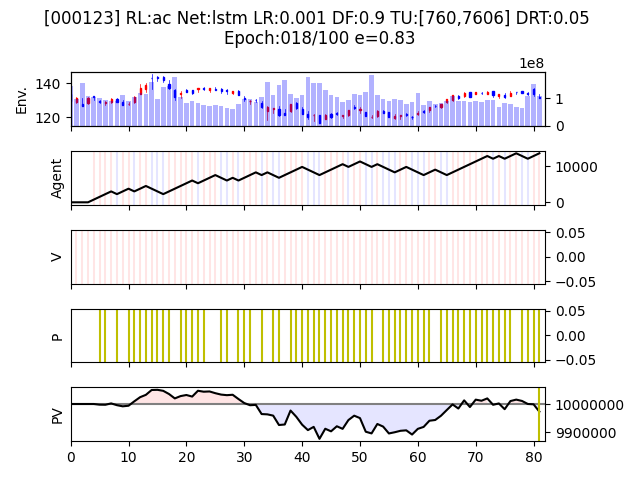 [000123] RL:ac Net:lstm LR:0.001 DF:0.9 TU:[760,7606] DRT:0.05
Epoch:018/100 e=0.83
1e8
Env.
140
120
1
0
Agent
10000
0
V
0.05
0.00
−0.05
P
0.05
0.00
−0.05
PV
10000000
9900000
0 10 20 30 40 50 60 70 80